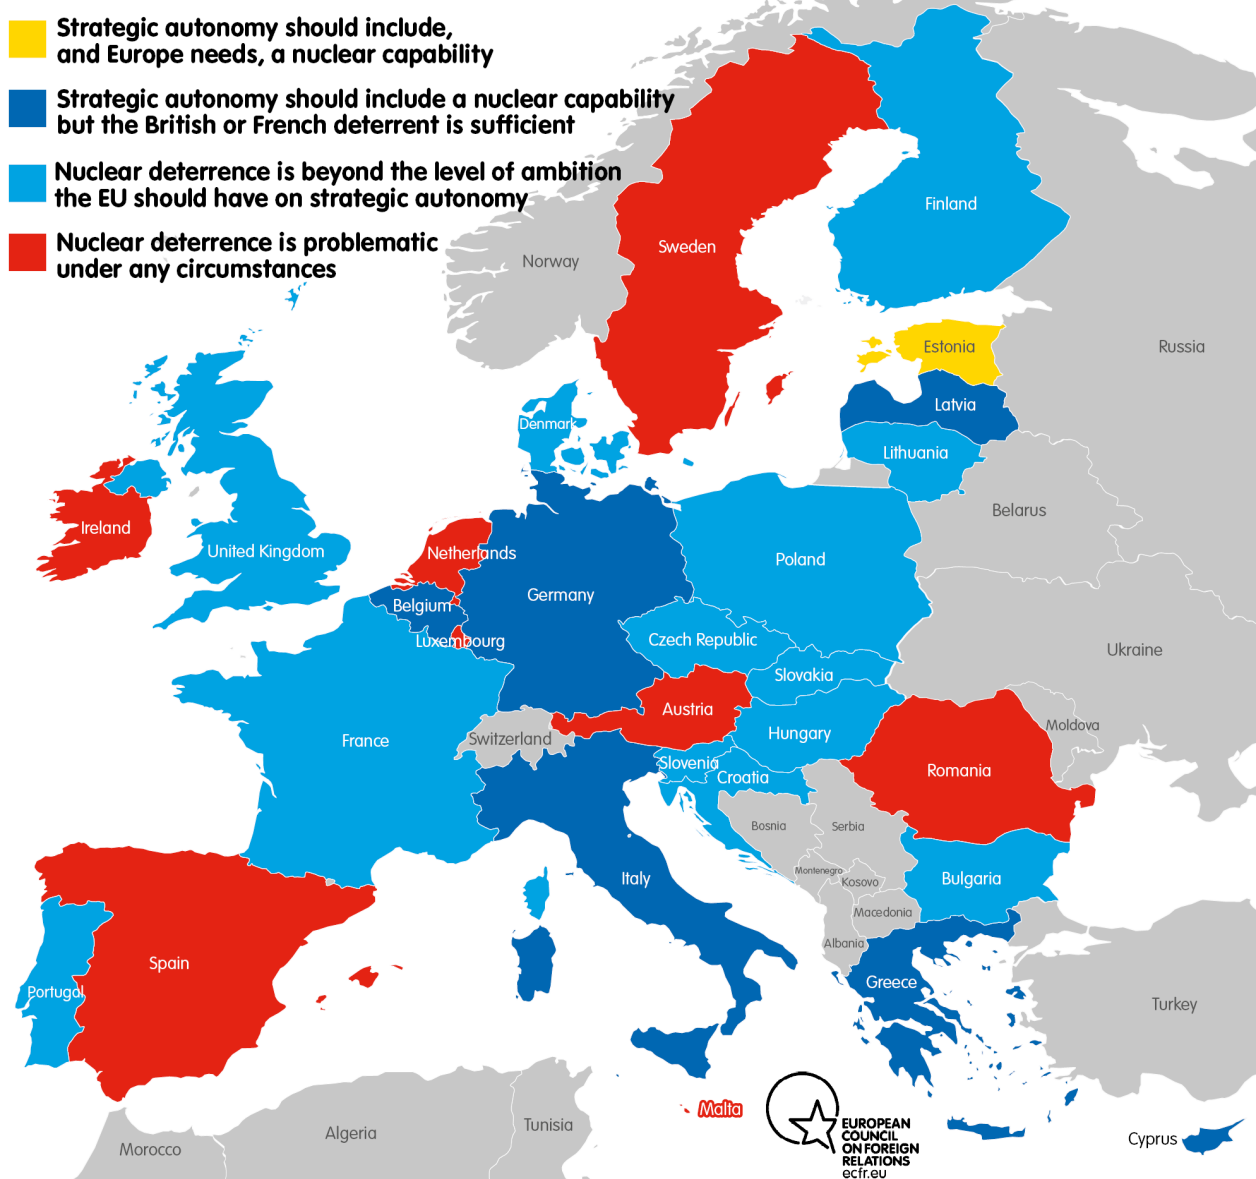 Strategic autonomy should include,
and Europe needs, a nuclear capability
Strategic autonomy should include a nuclear capability
but the British or French deterrent is sufficient
Nuclear deterrence is beyond the level of ambition
the EU should have on strategic autonomy
Nuclear deterrence is problematic
under any circumstances
Finland
Sweden
Norway
Estonia
Russia
Latvia
Denmark
Lithuania
Belarus
Ireland
United Kingdom
Netherlands
Poland
Germany
Belgium
Luxembourg
Czech Republic
Ukraine
Slovakia
Austria
Moldova
France
Switzerland
Hungary
Slovenia
Croatia
Romania
Bosnia
Serbia
Montenegro
Kosovo
Italy
Bulgaria
Macedonia
Albania
Spain
Portugal
Greece
Turkey
Malta
EUROPEAN
COUNCIL
ON FOREIGN
RELATIONS
ecfr.eu
Cyprus
Tunisia
Algeria
Morocco